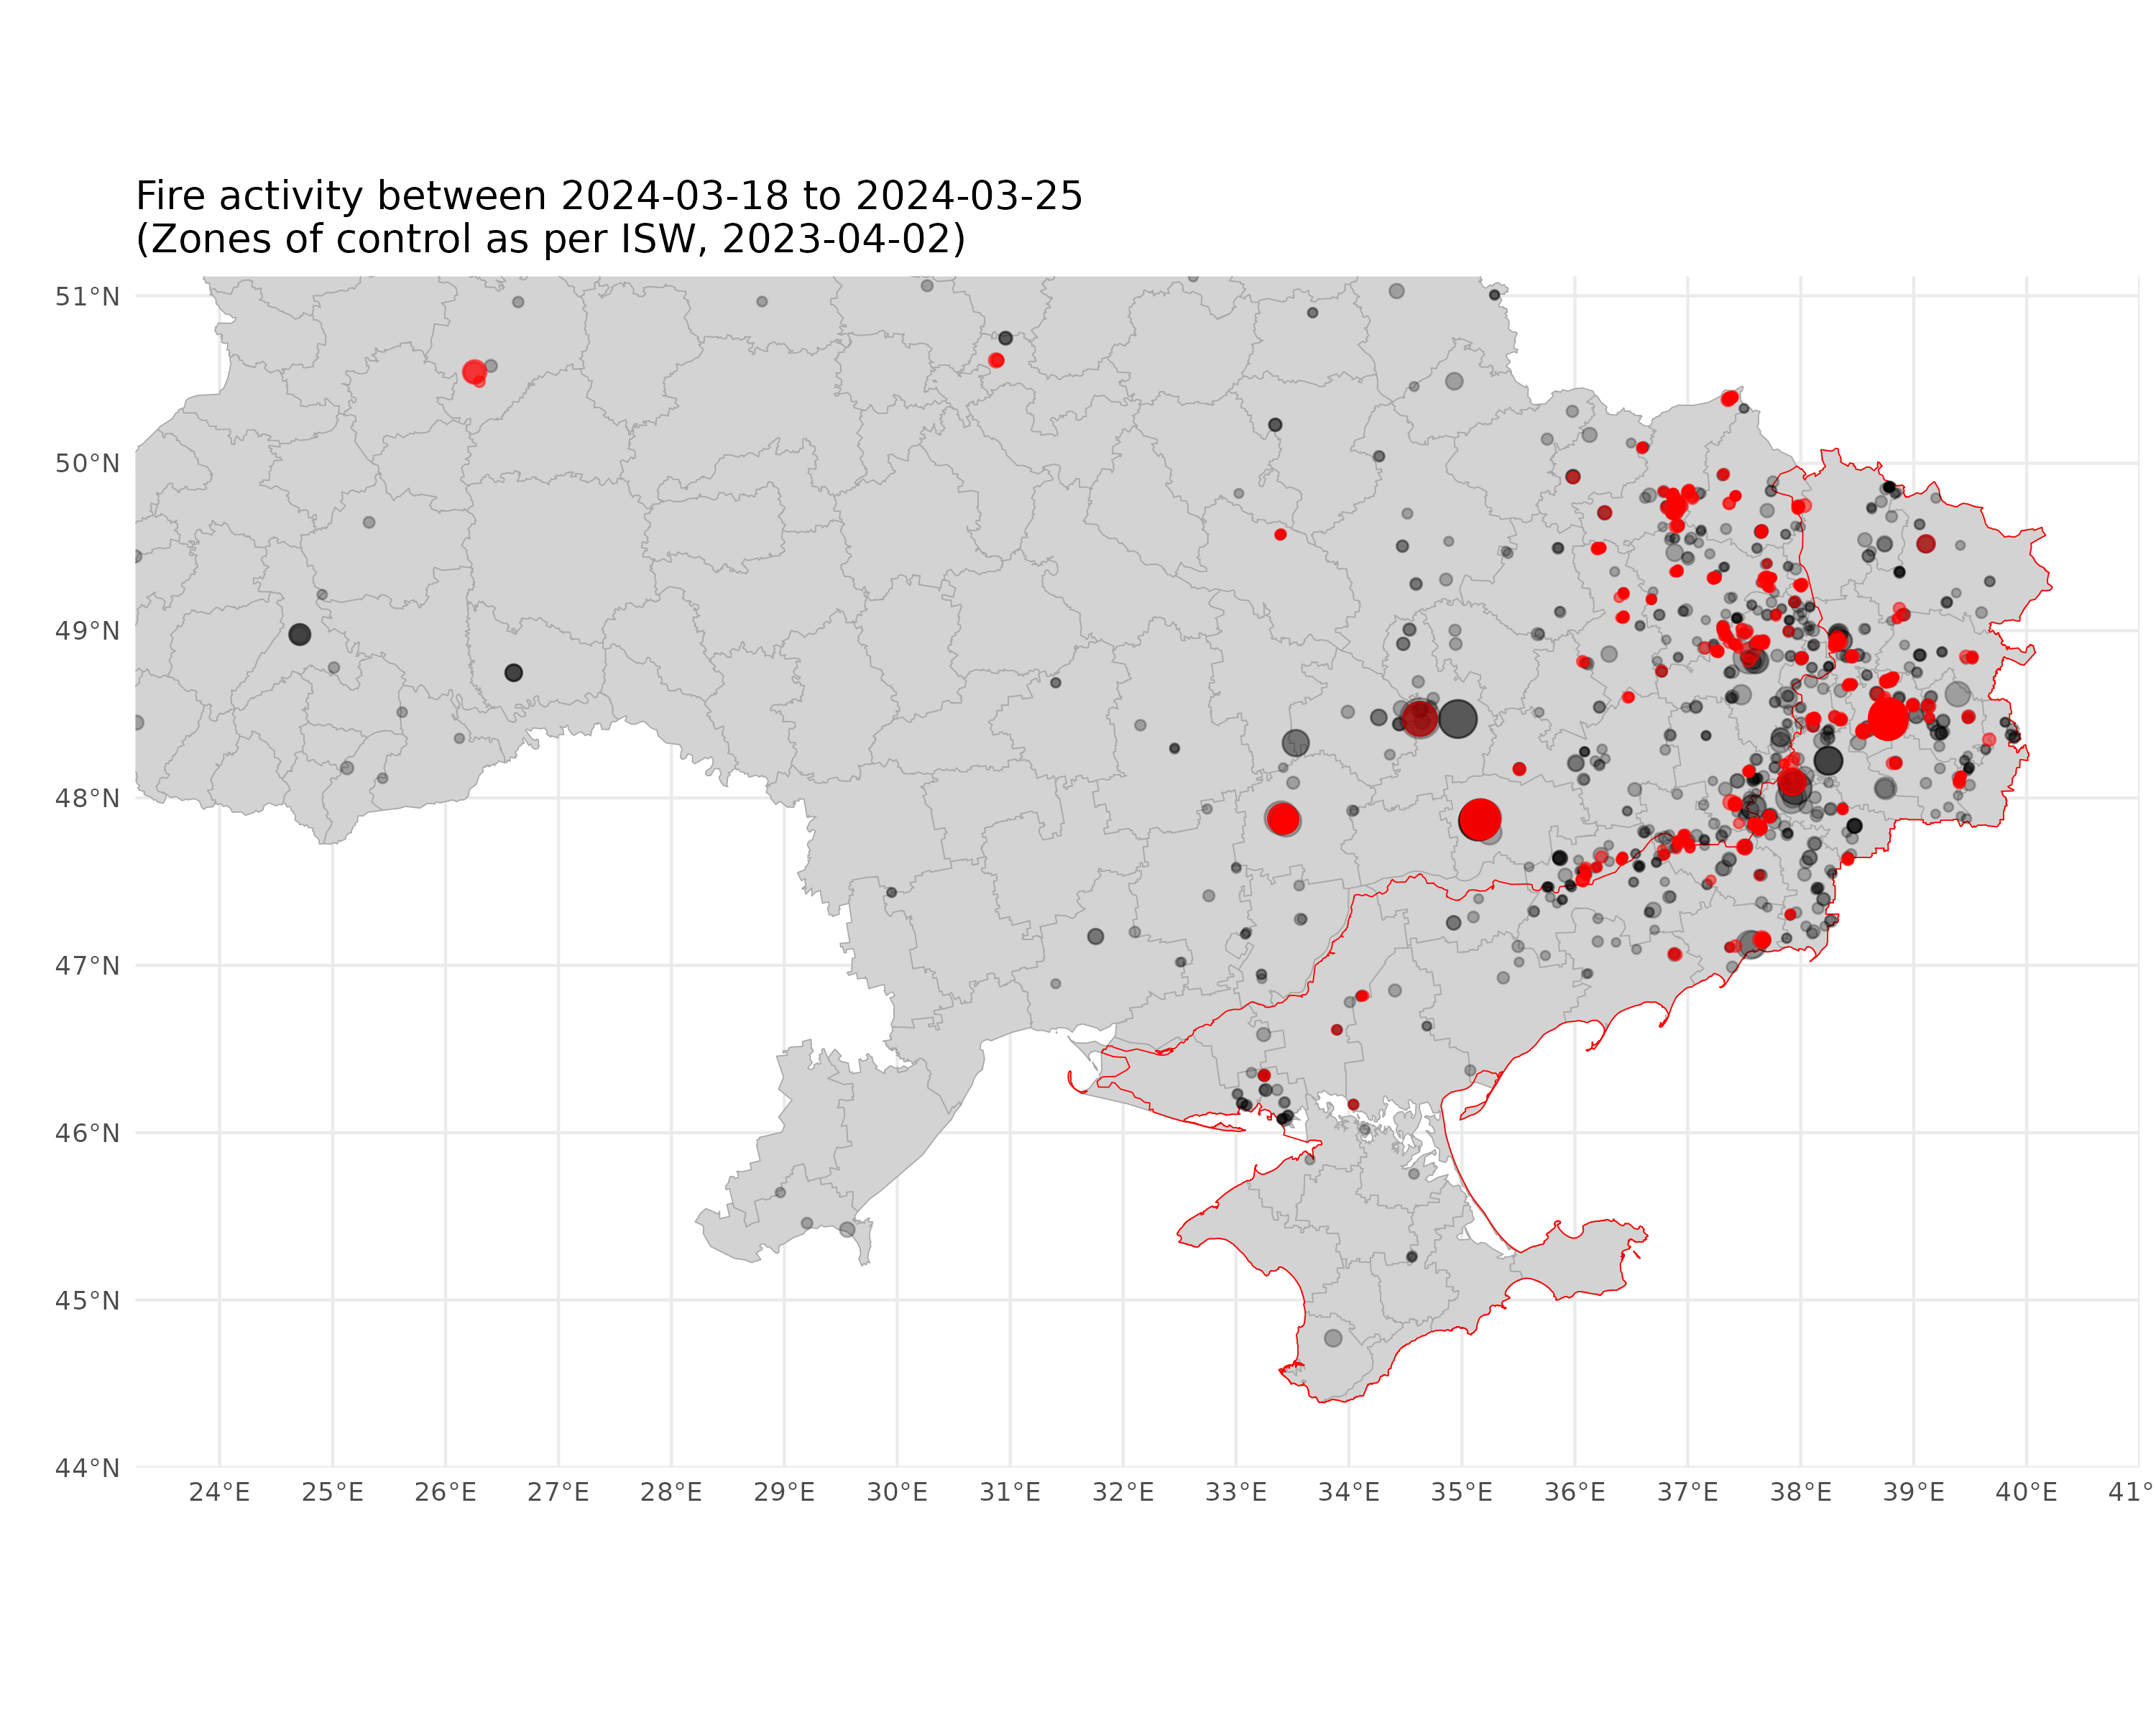 Fire activity between 2024-03-18 to 2024-03-25
(Zones of control as per ISW, 2023-04-02)
51°N
50°N
49°N
48°N
47°N
46°N
45°N
44°N
24°E 25°E 26°E 27°E 28°E 29°E 30°E 31°E 32°E 33°E 34°E 35°E 36°E 37°E 38°E 39°E 40°E 41°